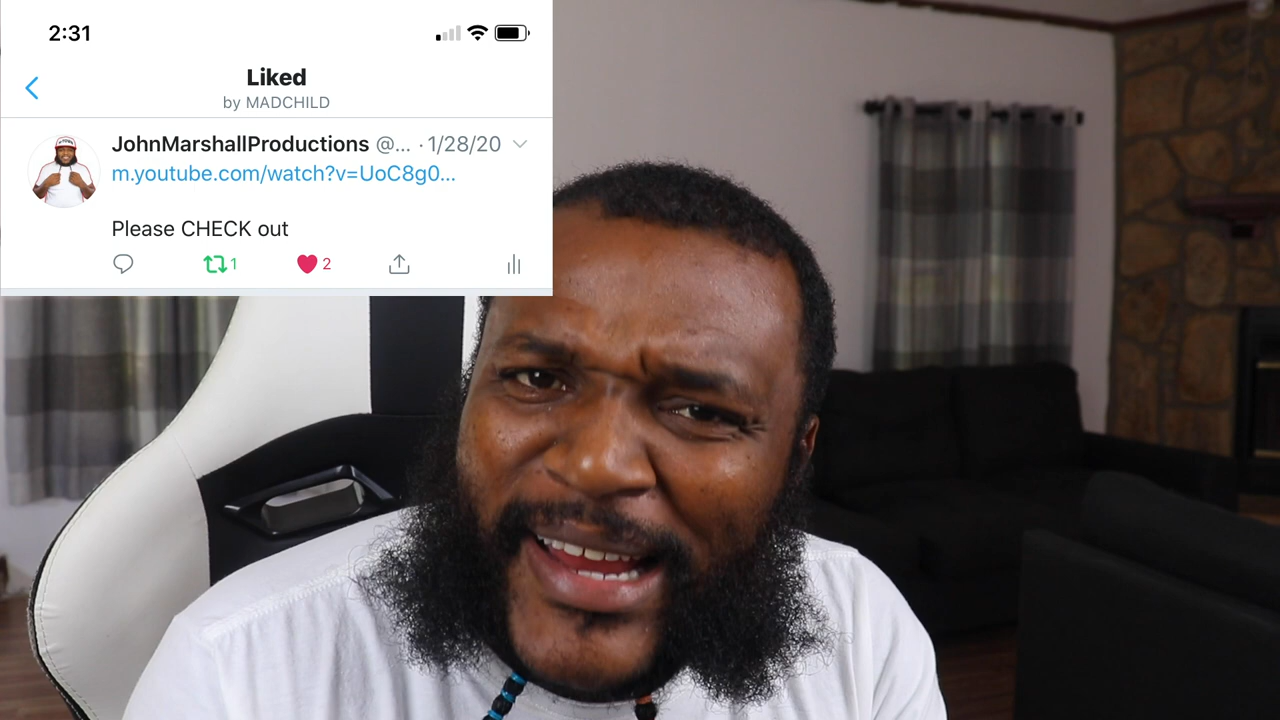 2:31
Liked
by MADCHILD
JohnMarshallProductions @... · 1/28/20
m.youtube.com/watch?v=UoC8g0...
Please CHECK out
1
2